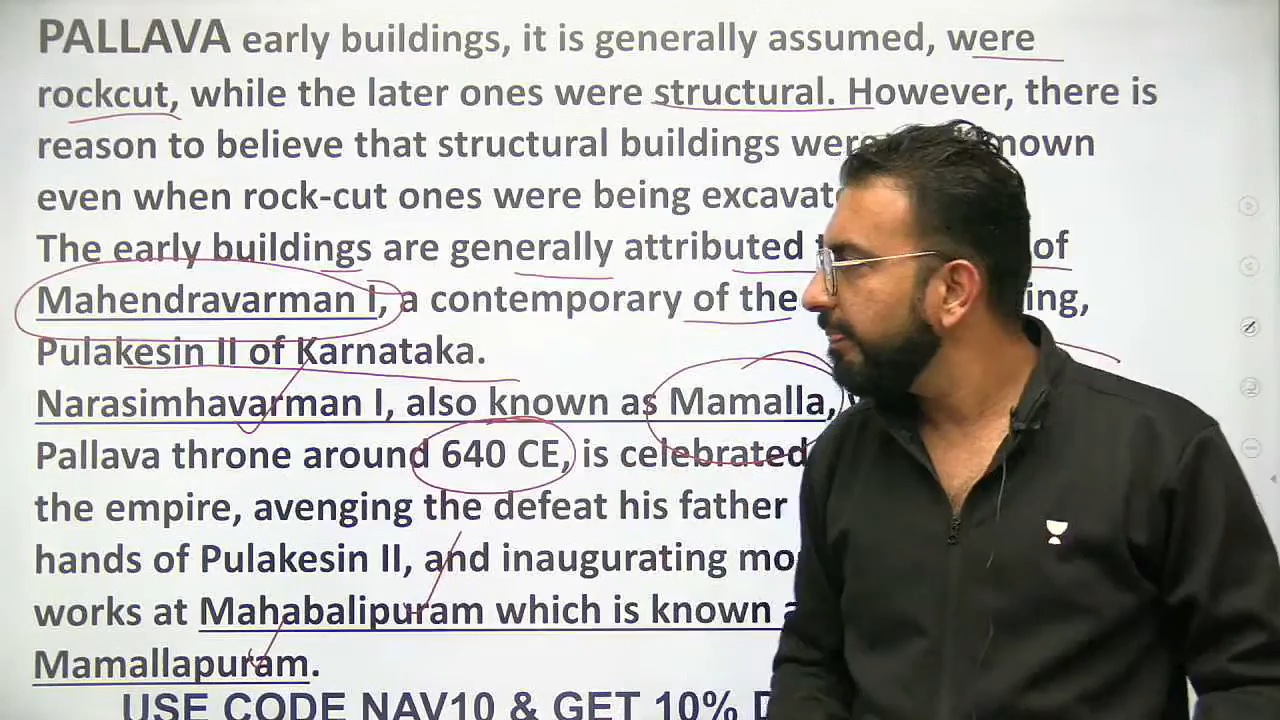 PALLAVA early buildings, it is generally assumed, were
rockcut, while the later ones were structural. However, there is
reason to believe that structural buildings were
even when rock-cut ones were being
The early buildings are generally attributed of
Mahendravarman I, a contemporary of the
Pulakesin II of Karnataka.
Narasimhavarman I, also known as Mamalla,
Pallava throne around 640 CE, is celebrated
the empire, avenging the defeat his father
hands of Pulakesin II, and inaugurating
works at Mahabalipuram which is known
Mamallapuram.
USE CODE NAV10 & GET 10%